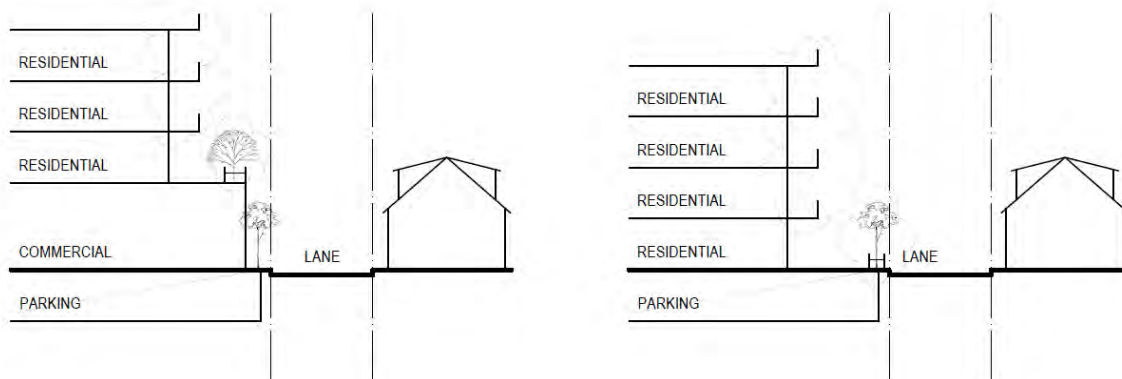 RESIDENTIAL
RESIDENTIAL
RESIDENTIAL
COMMERCIAL
LANE
PARKING
RESIDENTIAL
RESIDENTIAL
RESIDENTIAL
RESIDENTIAL
LANE
PARKING